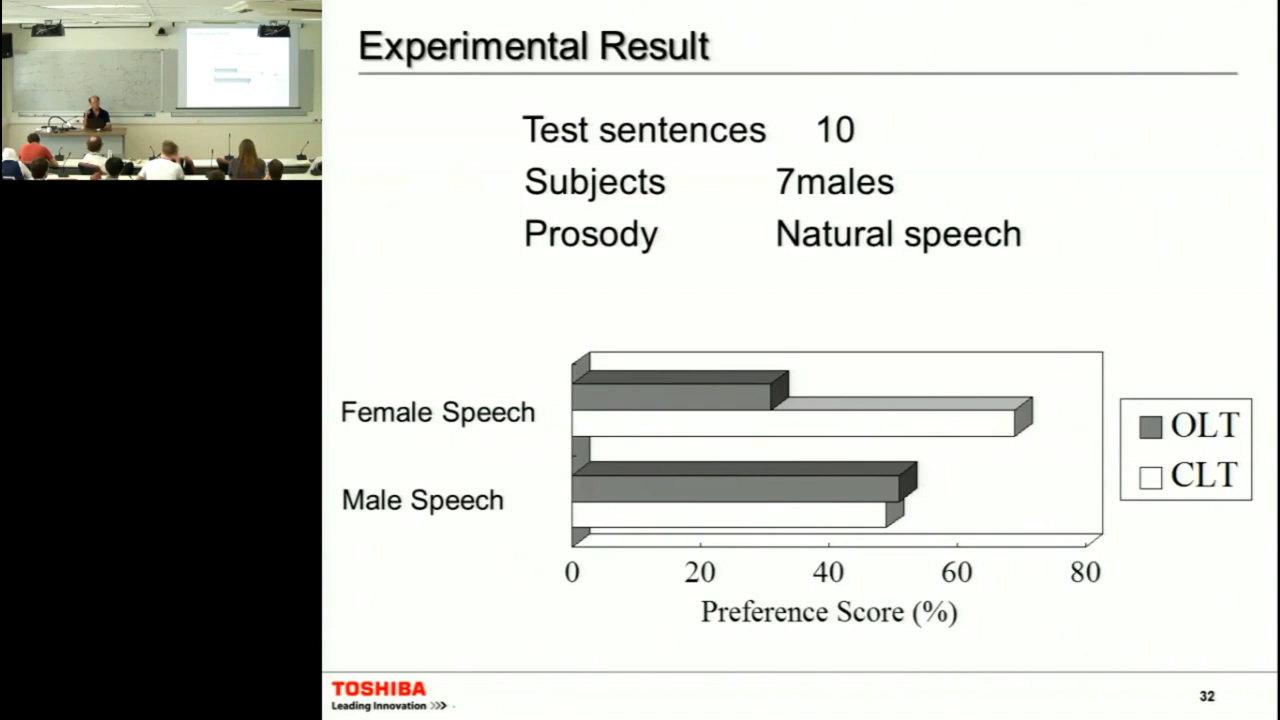 Experimental Result
Test sentences 10
Subjects 7males
Prosody Natural speech
Female Speech
Male Speech
OLT
CLT
0 20 40 60 80
Preference Score (%)
TOSHIBA
Leading Innovation >>>
32